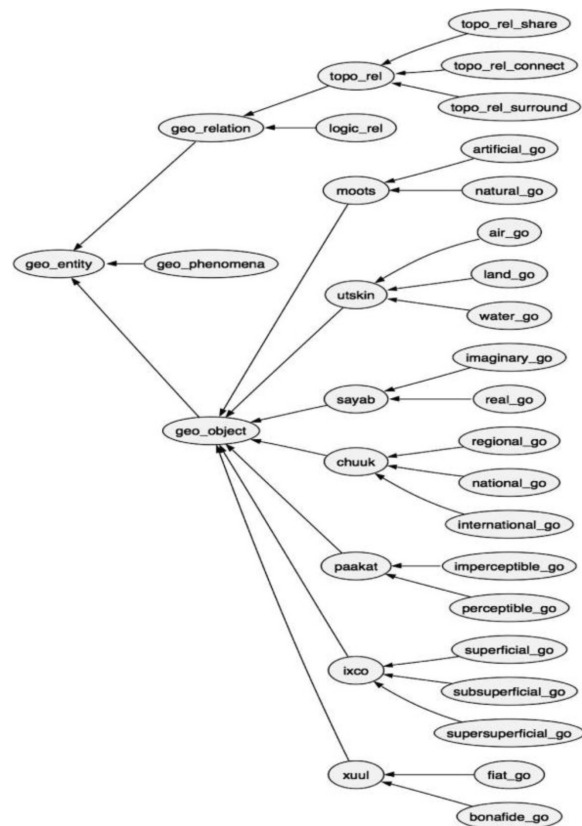 topo_rel_share
topo_rel_connect
topo_rel
topo_rel_surround
geo_relation
logic_rel
artificial_go
moots
natural_go
air_go
geo_entity
geo_phenomena
land_go
utskin
water_go
imaginary_go
sayab
real_go
geo_object
regional_go
chuuk
national_go
international_go
paakat
imperceptible_go
perceptible_go
superficial_go
ixco
subsuperficial_go
supersuperficial_go
xuul
fiat_go
bonafide_go